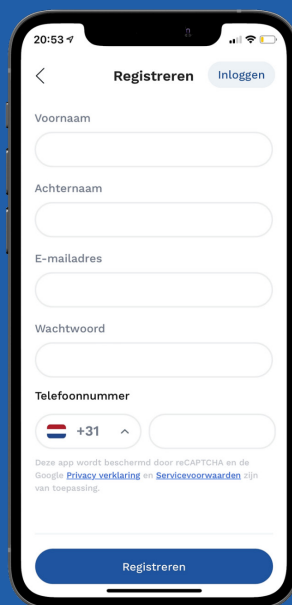 20:53
Registreren
Inloggen
Voornaam
Achternaam
E-mailadres
Wachtwoord
Telefoonnummer
+31
Deze app wordt beschermd door reCAPTCHA en de
Google Privacy verklaring en Servicevoorwaarden zijn
van toepassing.
Registreren